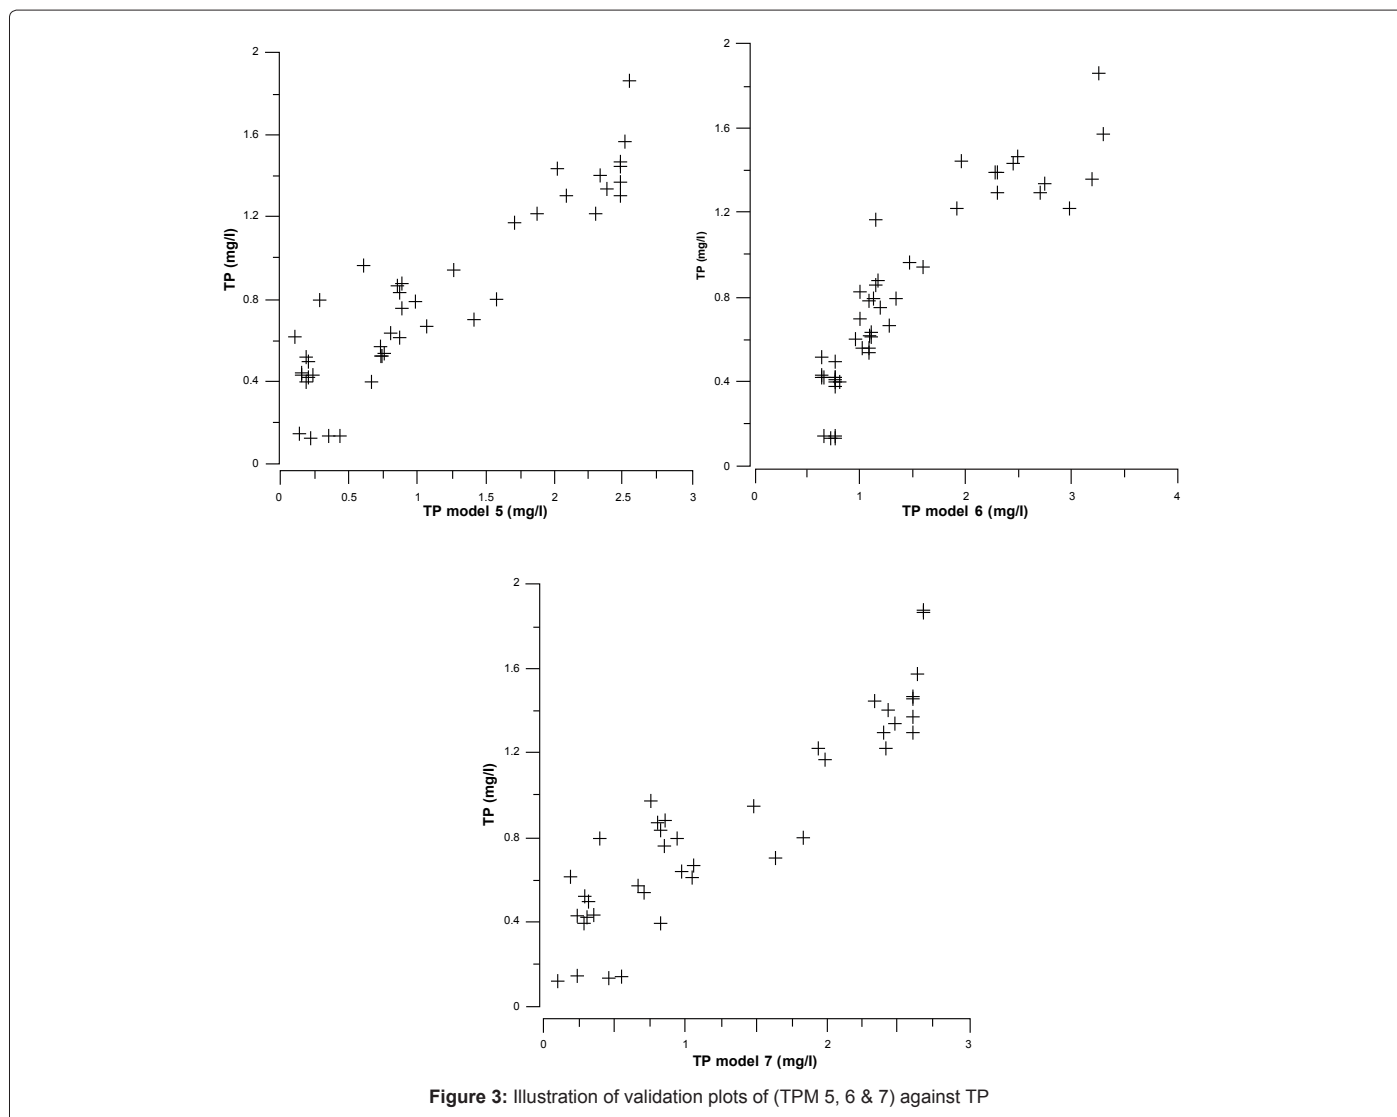 2
1.6
1.2
0.8
0.4
0
TP (mg/l)
0 0.5 1 1.5 2 2.5 3
TP model 5 (mg/l)
2
1.6
1.2
0.8
0.4
0
TP (mg/l)
0 1 2 3 4
TP model 6 (mg/l)
2
1.6
1.2
0.8
0.4
0
TP (mg/l)
0 1 2 3
TP model 7 (mg/l)
Figure 3: Illustration of validation plots of (TPM 5, 6 & 7) against TP